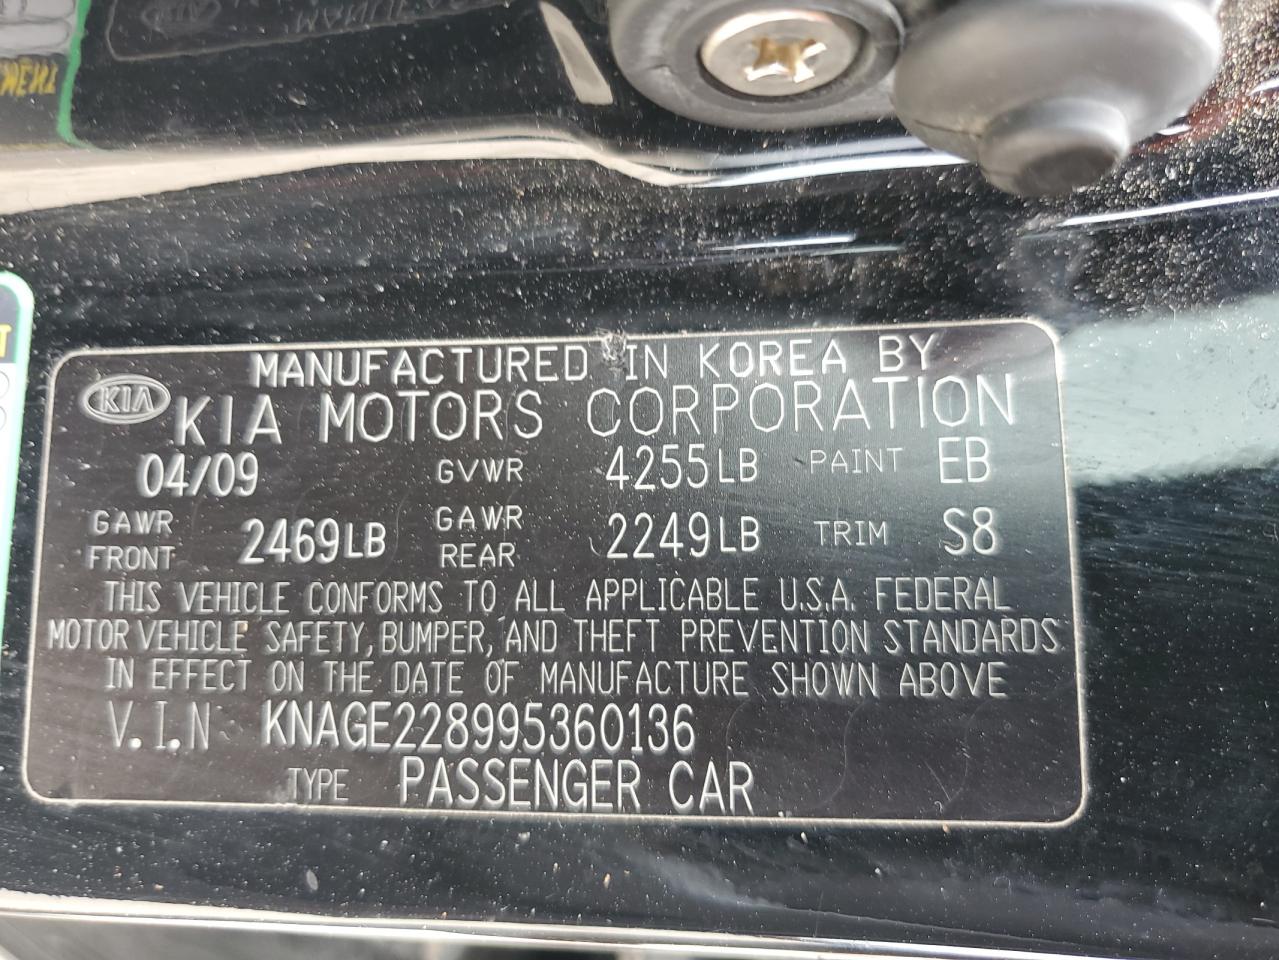 MANUFACTURED IN KOREA BY
KIA KIA MOTORS CORPORATION
04/09 GVWR 4255LB PAINT EB
GAWR FRONT 2469LB GAWR REAR 2249LB TRIM S8
THIS VEHICLE CONFORMS TO ALL APPLICABLE U.S.A. FEDERAL
MOTOR VEHICLE SAFETY, BUMPER, AND THEFT PREVENTION STANDARDS
IN EFFECT ON THE DATE OF MANUFACTURE SHOWN ABOVE
V.I.N KNAGE228995360136
TYPE PASSENGER CAR